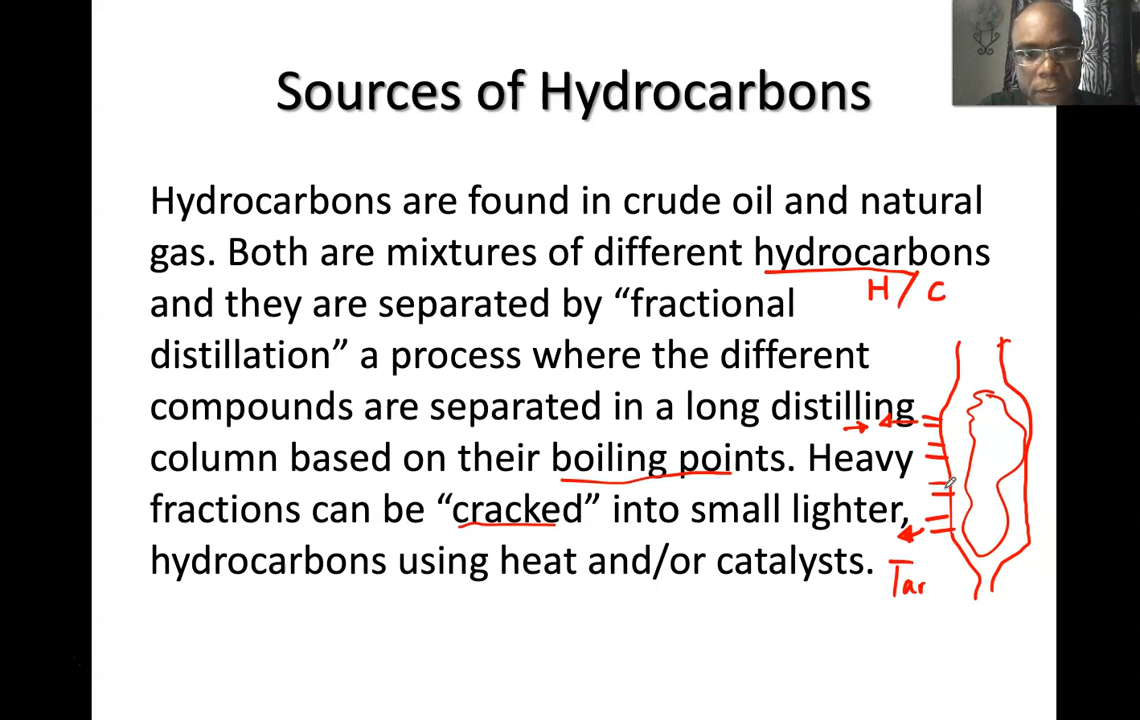 Sources of Hydrocarbons
Hydrocarbons are found in crude oil and natural
gas. Both are mixtures of different hydrocarbons
H / C
and they are separated by “fractional
distillation” a process where the different
compounds are separated in a long distilling
column based on their boiling points. Heavy
fractions can be “cracked” into small lighter,
hydrocarbons using heat and/or catalysts.
Tar